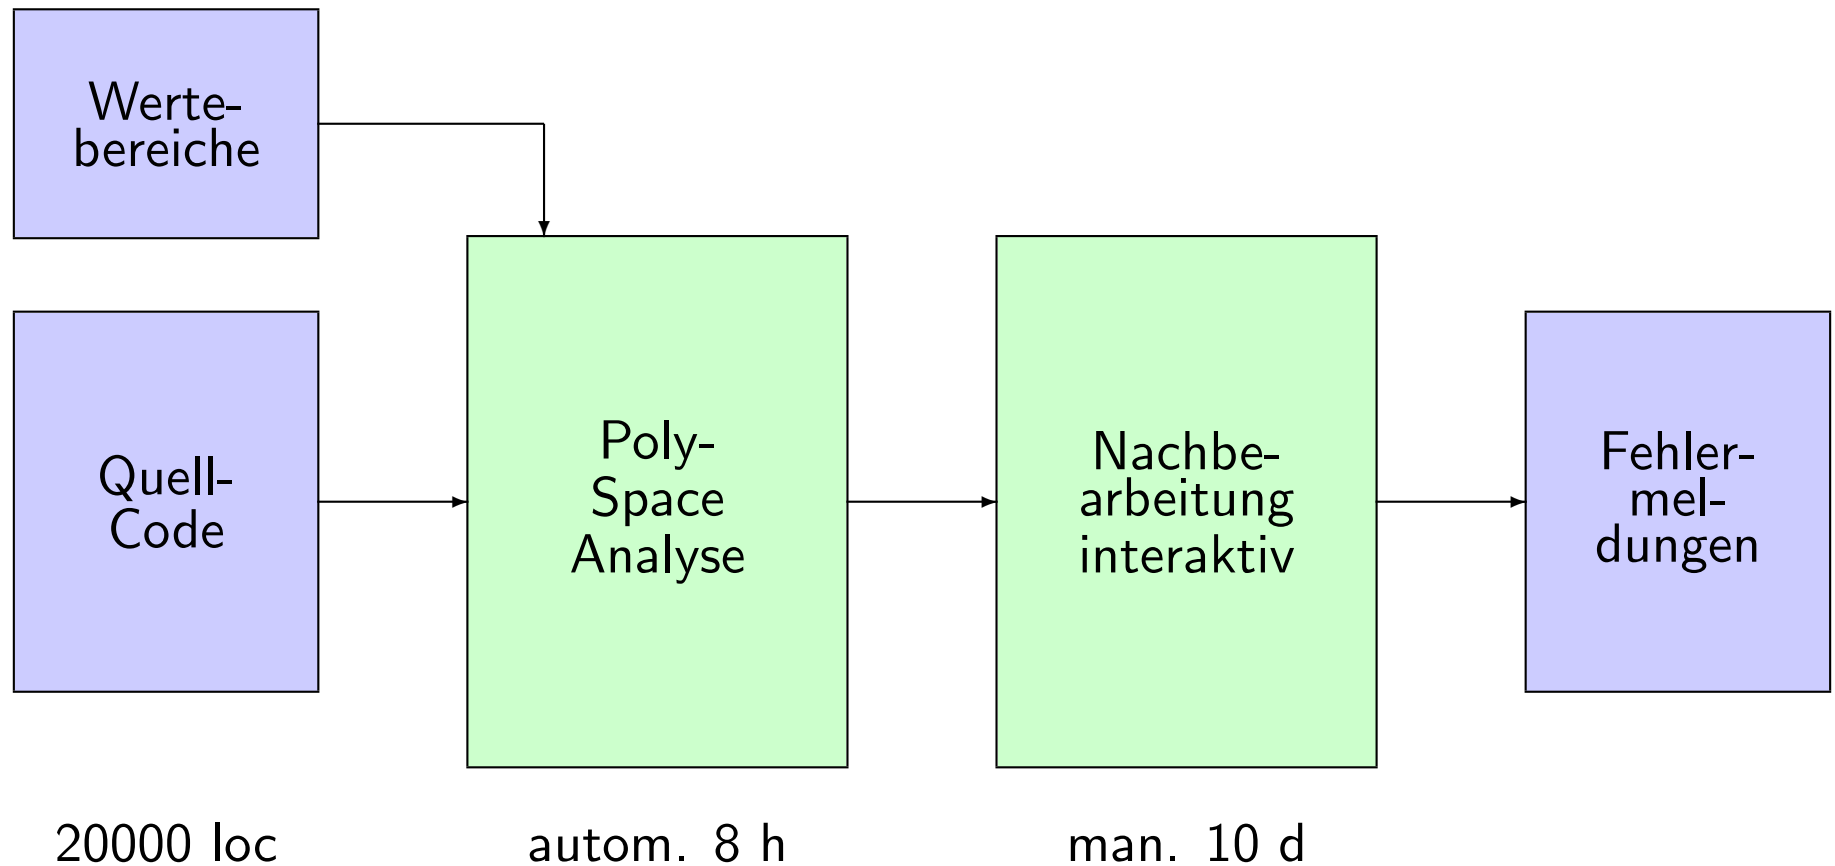 Werte-
bereiche
Quell-
Code
Poly-
Space
Analyse
Nachbe-
arbeitung
interaktiv
Fehler-
mel-
dungen
20000 loc
autom. 8 h
man. 10 d